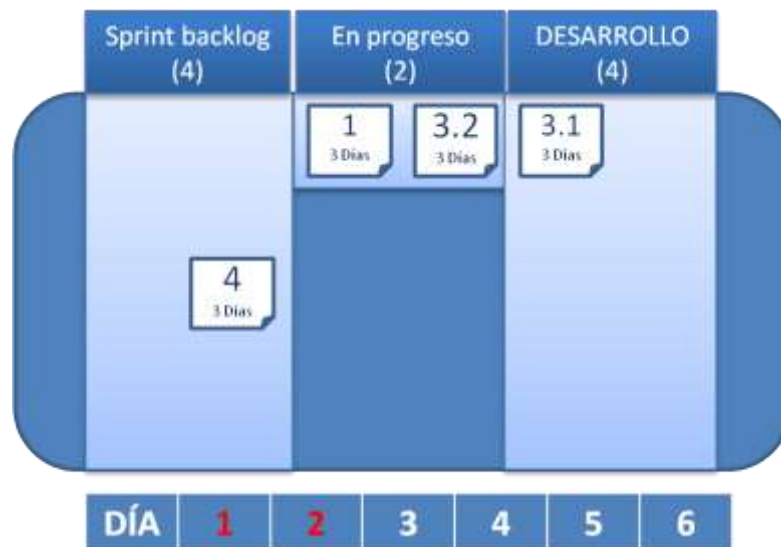 Sprint backlog
(4)
En progreso
(2)
DESARROLLO
(4)
1
3 Días
3.2
3 Días
3.1
3 Días
4
3 Días
DÍA 1 2 3 4 5 6